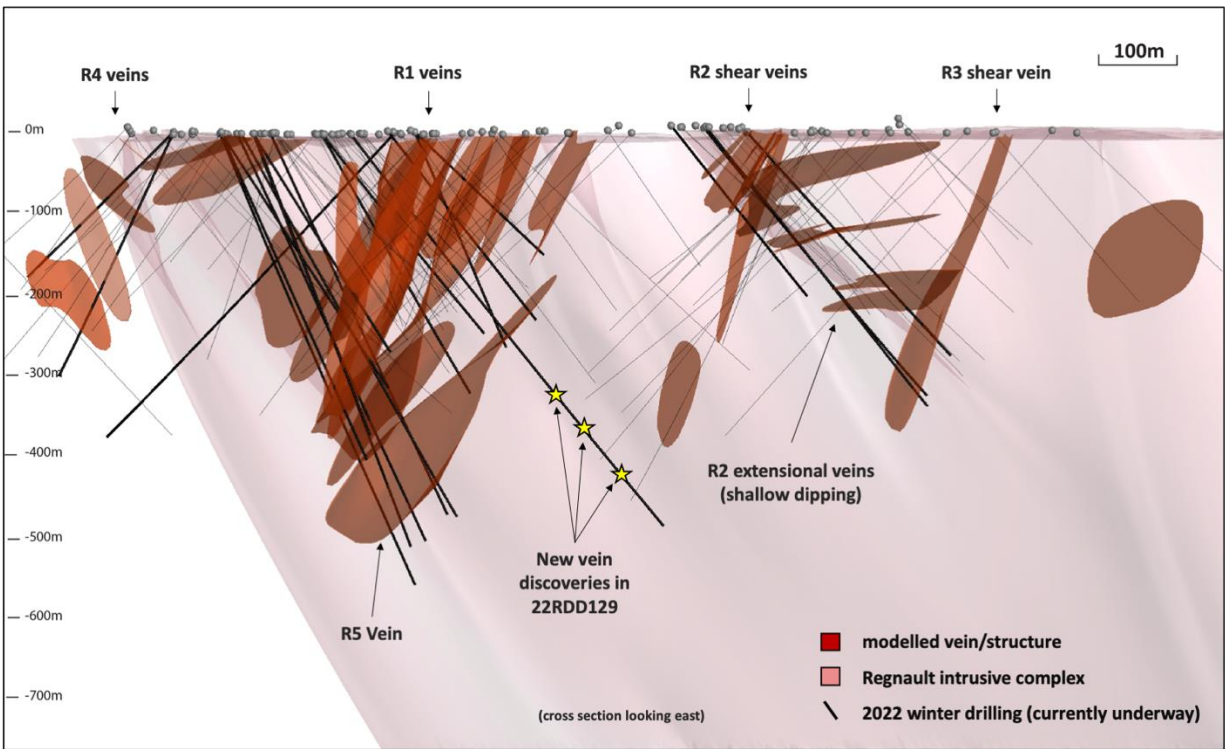 100m
R4 veins
R1 veins
R2 shear veins
R3 shear vein
0m
-100m
-200m
-300m
-400m
-500m
-600m
-700m
R2 extensional veins
(shallow dipping)
New vein
discoveries in
22RDD129
R5 Vein
modelled vein/structure
Regnault intrusive complex
2022 winter drilling (currently underway)
(cross section looking east)